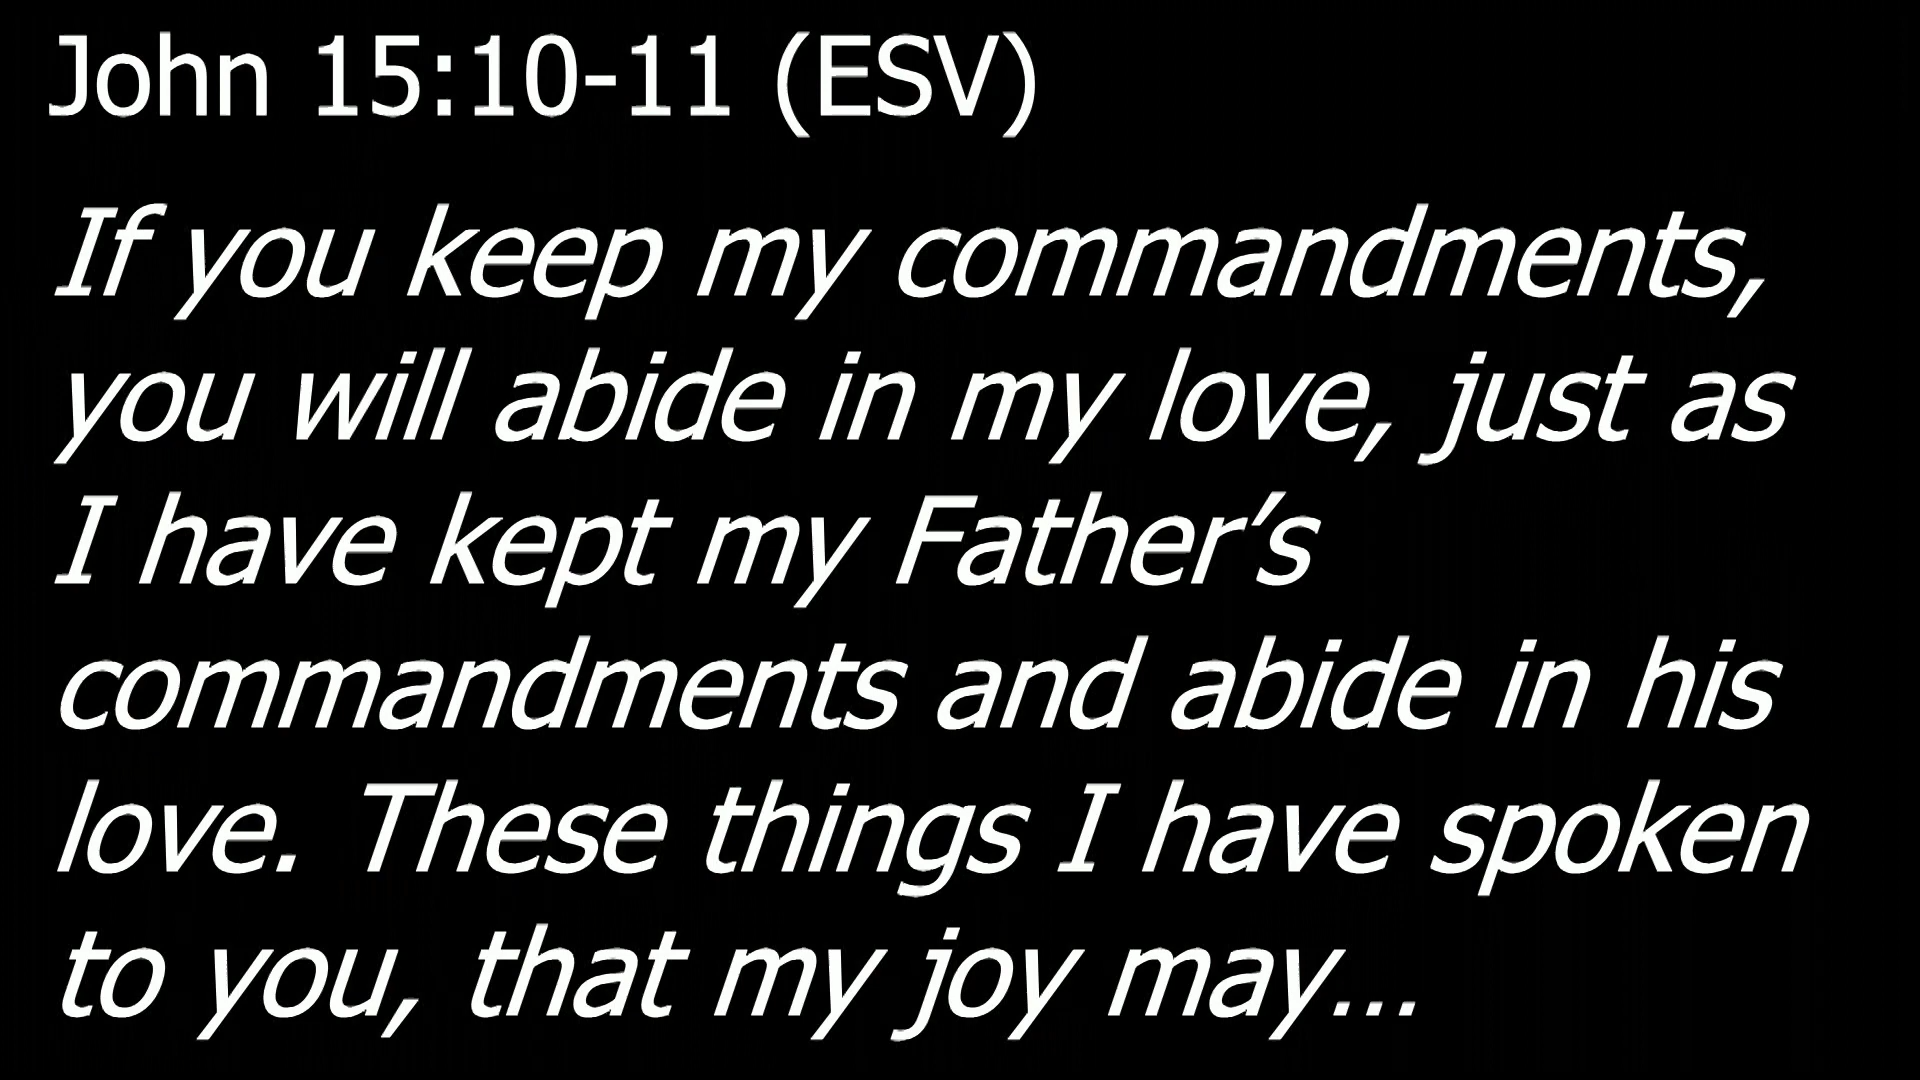 John 15:10-11 (ESV)
If you keep my commandments,
you will abide in my love, just as
I have kept my Father’s
commandments and abide in his
love. These things I have spoken
to you, that my joy may…